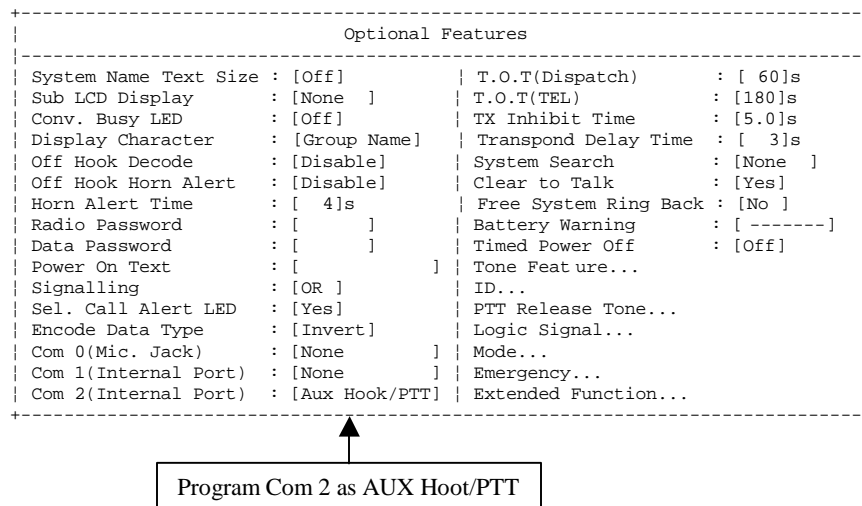 Optional Features
System Name Text Size : [Off] | T.O.T(Dispatch) : [ 60]s
Sub LCD Display : [None ] | T.O.T(TEL) : [180]s
Conv. Busy LED : [Off] | TX Inhibit Time : [5.0]s
Display Character : [Group Name] | Transpond Delay Time : [ 3]s
Off Hook Decode : [Disable] | System Search : [None ]
Off Hook Horn Alert : [Disable] | Clear to Talk : [Yes]
Horn Alert Time : [ 4]s | Free System Ring Back : [No ]
Radio Password : [ ] | Battery Warning : [ -------]
Data Password : [ ] | Timed Power Off : [Off]
Power On Text : [ ] | Tone Feat ure...
Signalling : [OR ] | ID...
Sel. Call Alert LED : [Yes] | PTT Release Tone...
Encode Data Type : [Invert] | Logic Signal...
Com 0(Mic. Jack) : [None ] | Mode...
Com 1(Internal Port) : [None ] | Emergency...
Com 2(Internal Port) : [Aux Hook/PTT] | Extended Function...
Program Com 2 as AUX Hoot/PTT